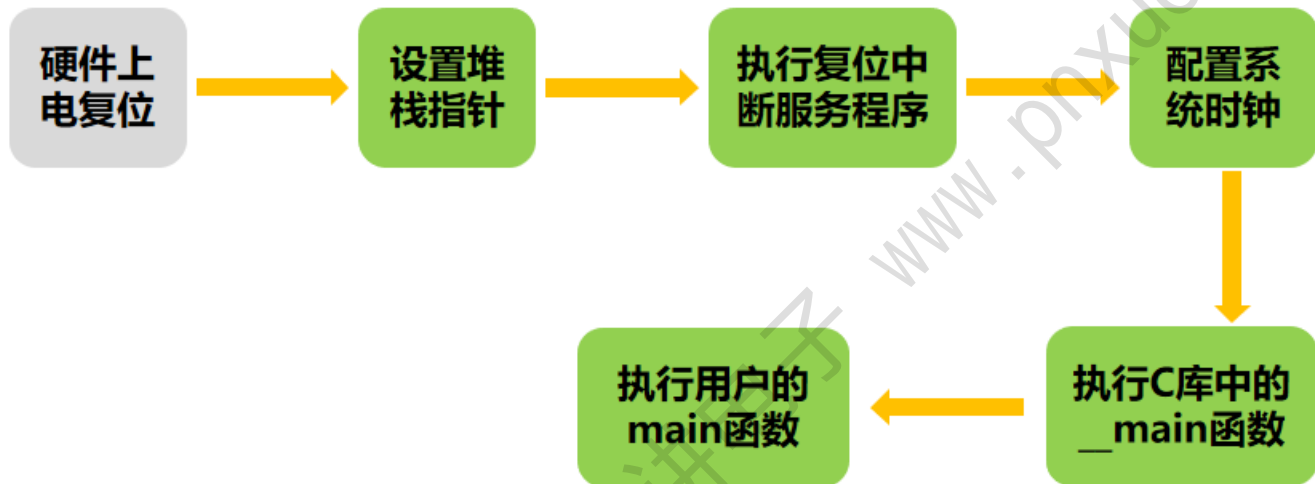 硬件上
电复位
设置堆
栈指针
执行复位中
断服务程序
配置系
统时钟
执行C库中的
__main函数
执行用户的
main函数